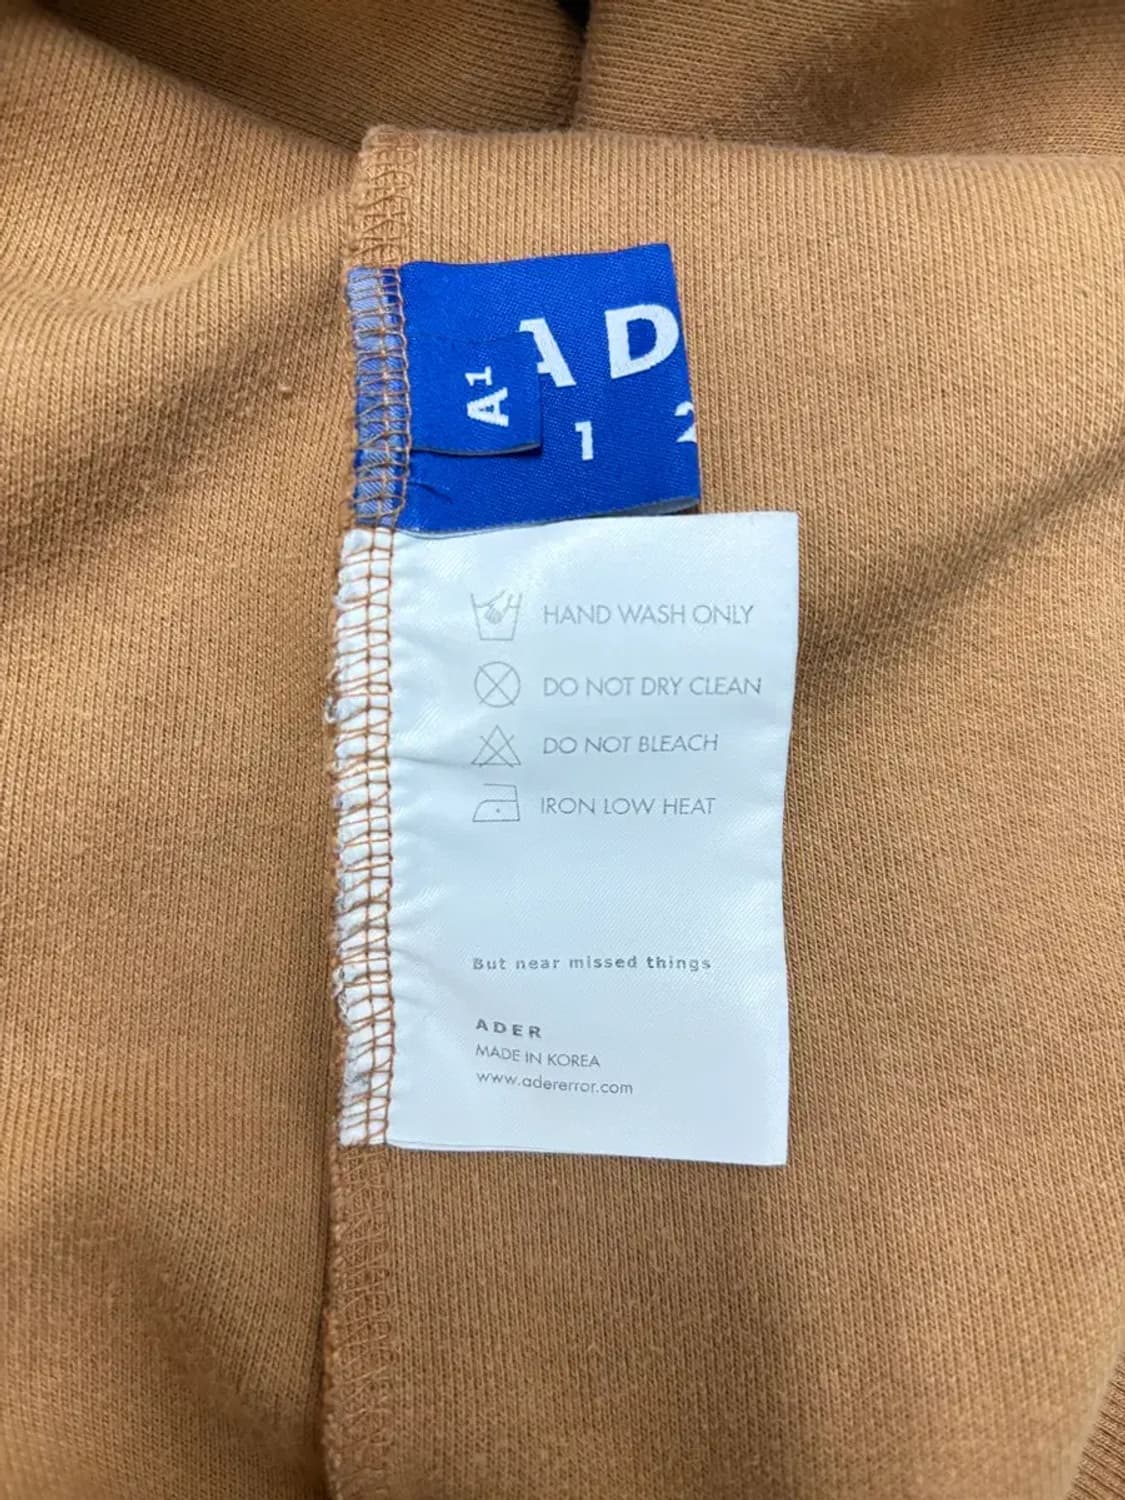 AD
A1
1 2
HAND WASH ONLY
DO NOT DRY CLEAN
DO NOT BLEACH
IRON LOW HEAT
But near missed things
ADER
MADE IN KOREA
www.adererror.com